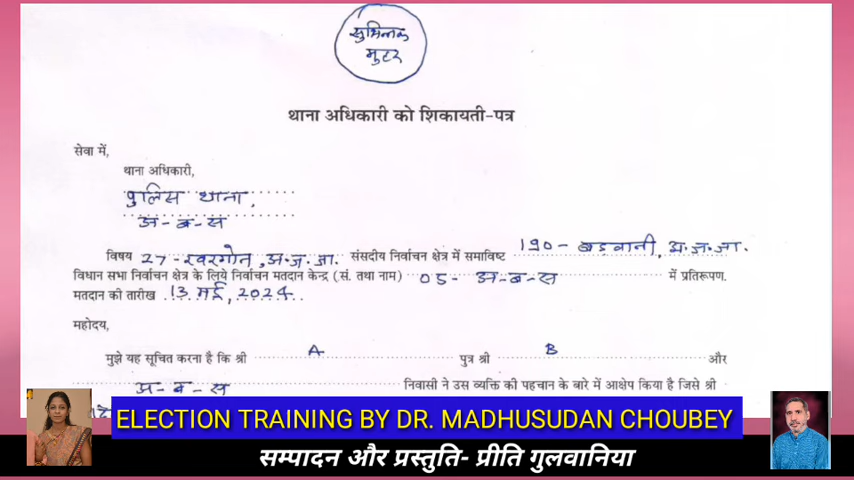 सुभिन्नक
मुहर
थाना अधिकारी को शिकायती-पत्र
सेवा में,
थाना अधिकारी,
पुलिस थाना,
अ-ब-स
विषय 27-खरगोन, अ.ज.जा. संसदीय निर्वाचन क्षेत्र में समाविष्ट 190- बड़वानी, अ.ज.जा.
विधान सभा निर्वाचन क्षेत्र के लिये निर्वाचन मतदान केन्द्र (सं. तथा नाम) 05- अ-ब-स में प्रतिरूपण.
मतदान की तारीख 13 मई, 2024
महोदय,
मुझे यह सूचित करना है कि श्री A पुत्र श्री B और
अ-ब-स निवासी ने उस व्यक्ति की पहचान के बारे में आक्षेप किया है जिसे श्री
ELECTION TRAINING BY DR. MADHUSUDAN CHOUBEY
सम्पादन और प्रस्तुति- प्रीति गुलवानिया